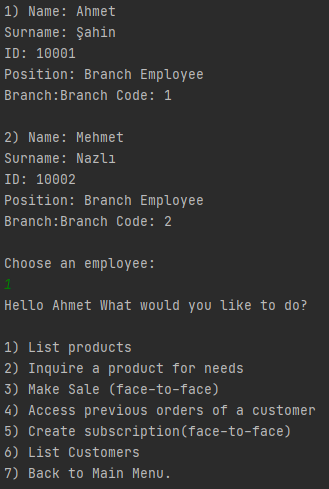 1) Name: Ahmet
Surname: Şahin
ID: 10001
Position: Branch Employee
Branch:Branch Code: 1

2) Name: Mehmet
Surname: Nazlı
ID: 10002
Position: Branch Employee
Branch:Branch Code: 2

Choose an employee:
1
Hello Ahmet What would you like to do?

1) List products
2) Inquire a product for needs
3) Make Sale (face-to-face)
4) Access previous orders of a customer
5) Create subscription(face-to-face)
6) List Customers
7) Back to Main Menu.